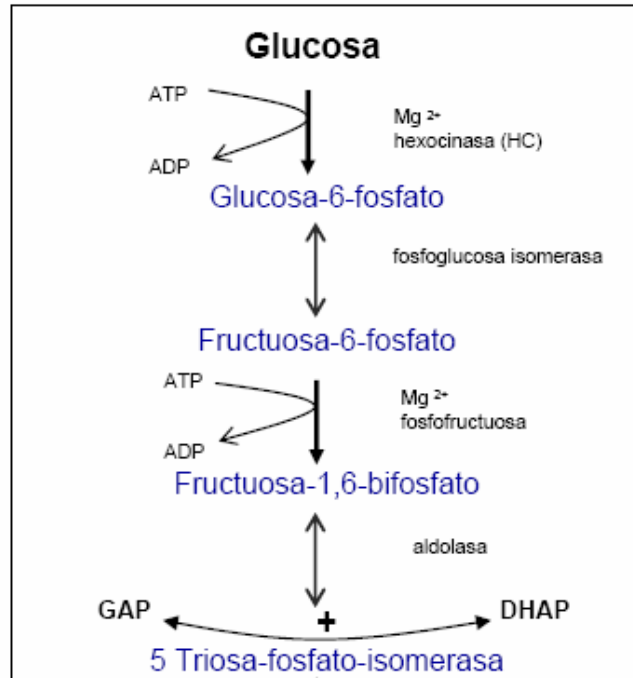 Glucosa
ATP
Mg 2+
hexocinasa (HC)
ADP
Glucosa-6-fosfato
fosfoglucosa isomerasa
Fructuosa-6-fosfato
ATP
Mg 2+
fosfofructuosa
ADP
Fructuosa-1,6-bifosfato
aldolasa
GAP + DHAP
5 Triosa-fosfato-isomerasa